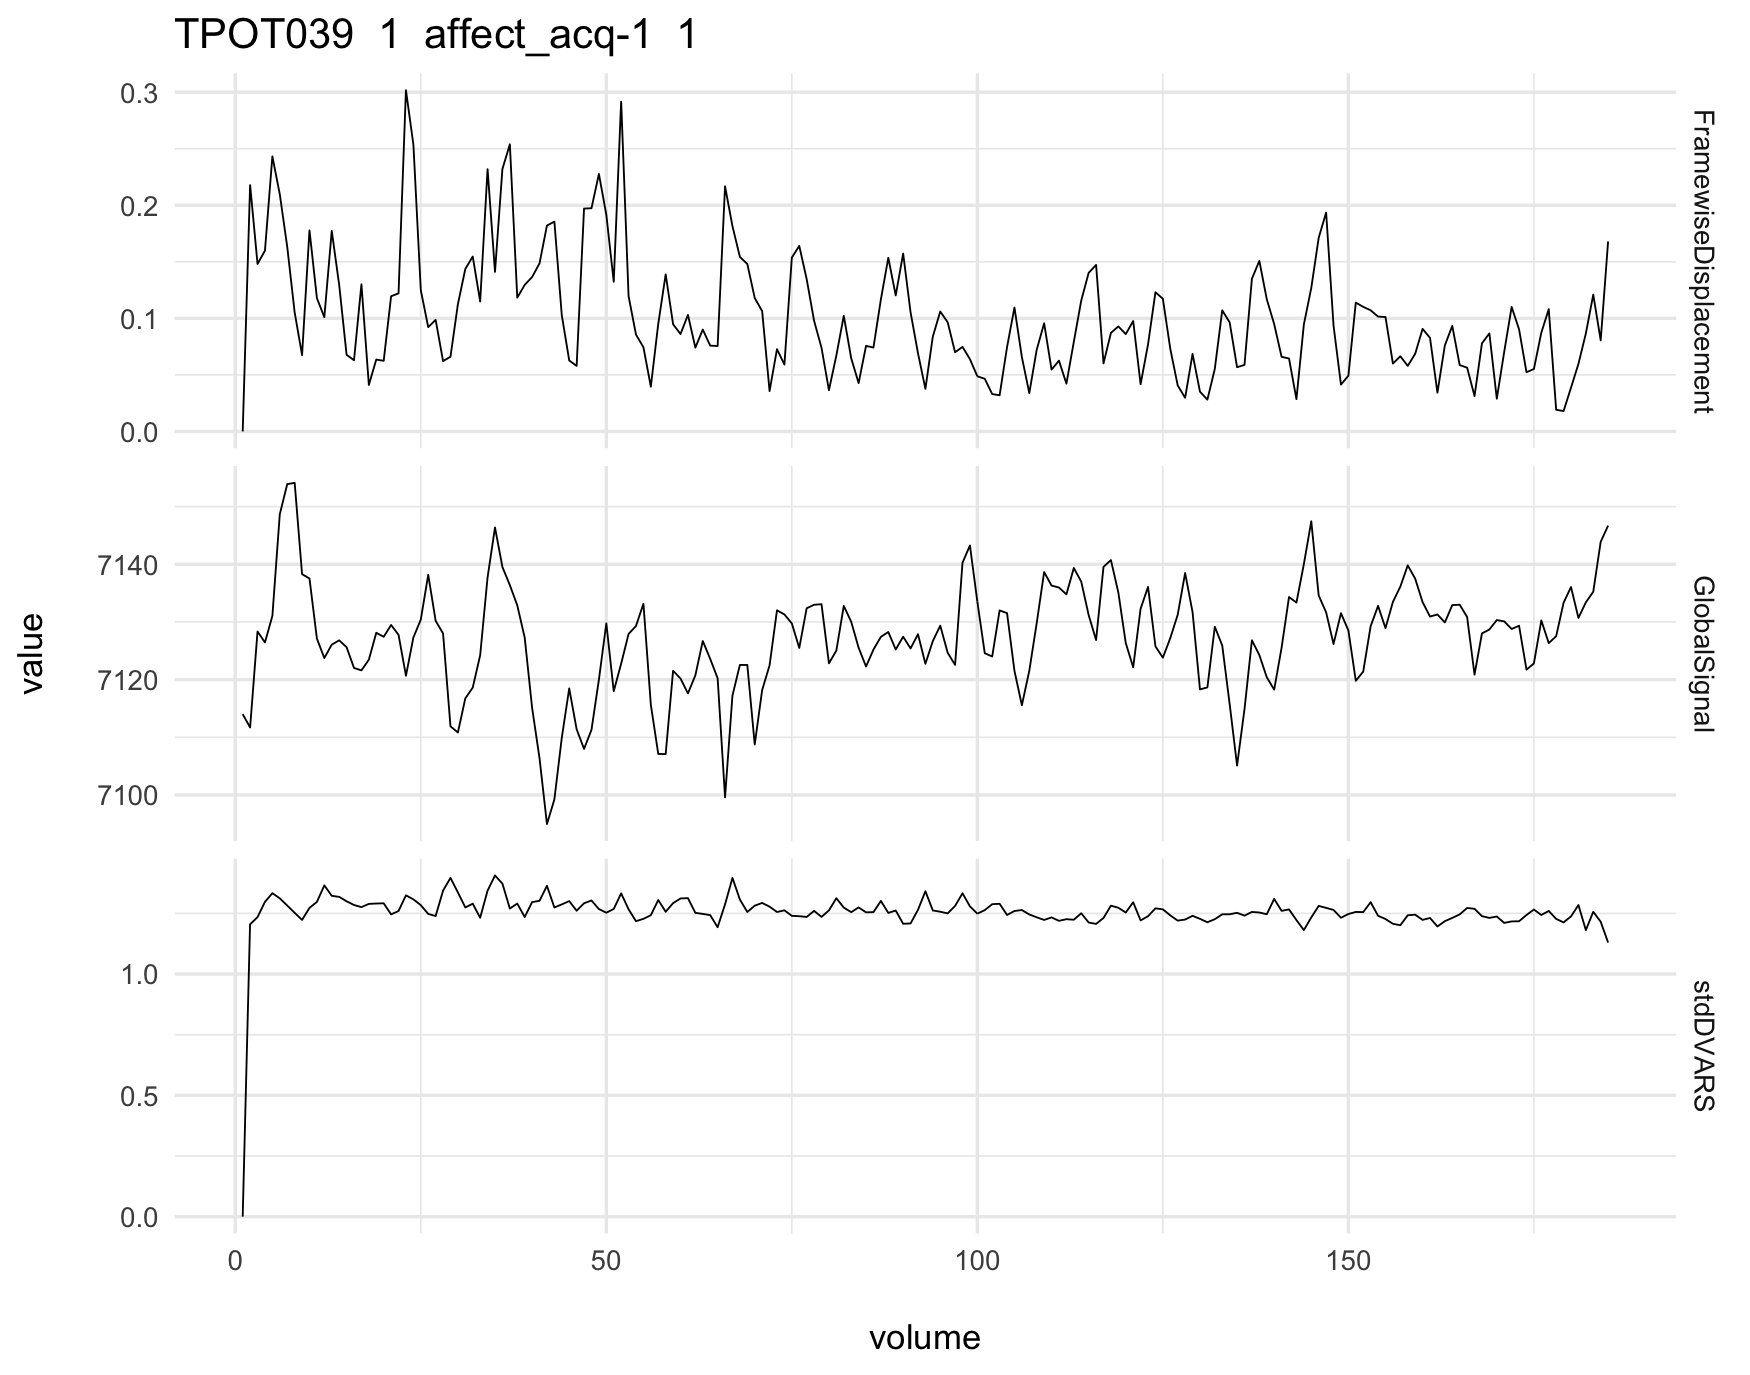 TPOT039 1 affect_acq-1 1
0.3
0.2
0.1
0.0
FramewiseDisplacement
7140
7120
7100
GlobalSignal
1.0
0.5
0.0
stdDVARS
value
0 50 100 150
volume